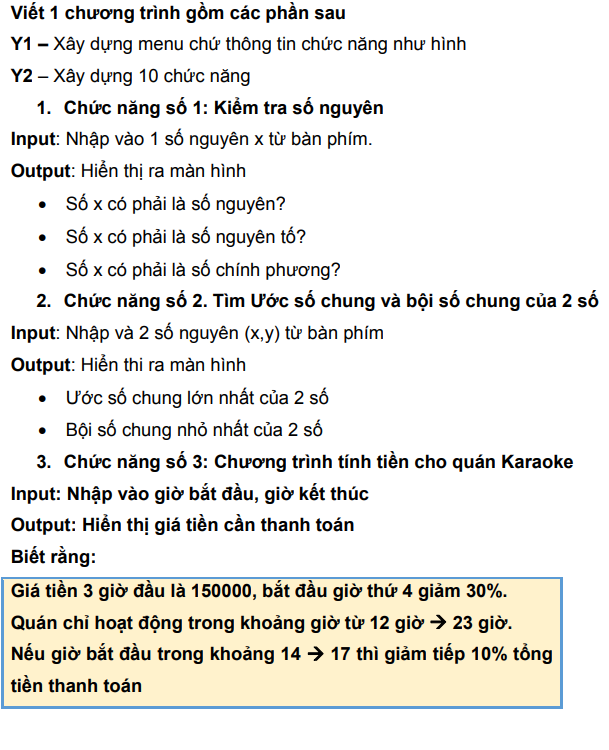 Viết 1 chương trình gồm các phần sau
Y1 – Xây dựng menu chứ thông tin chức năng như hình
Y2 – Xây dựng 10 chức năng
1. Chức năng số 1: Kiểm tra số nguyên
Input: Nhập vào 1 số nguyên x từ bàn phím.
Output: Hiển thị ra màn hình
• Số x có phải là số nguyên?
• Số x có phải là số nguyên tố?
• Số x có phải là số chính phương?
2. Chức năng số 2. Tìm Ước số chung và bội số chung của 2 số
Input: Nhập và 2 số nguyên (x,y) từ bàn phím
Output: Hiển thi ra màn hình
• Ước số chung lớn nhất của 2 số
• Bội số chung nhỏ nhất của 2 số
3. Chức năng số 3: Chương trình tính tiền cho quán Karaoke
Input: Nhập vào giờ bắt đầu, giờ kết thúc
Output: Hiển thị giá tiền cần thanh toán
Biết rằng:
Giá tiền 3 giờ đầu là 150000, bắt đầu giờ thứ 4 giảm 30%.
Quán chỉ hoạt động trong khoảng giờ từ 12 giờ → 23 giờ.
Nếu giờ bắt đầu trong khoảng 14 → 17 thì giảm tiếp 10% tổng
tiền thanh toán